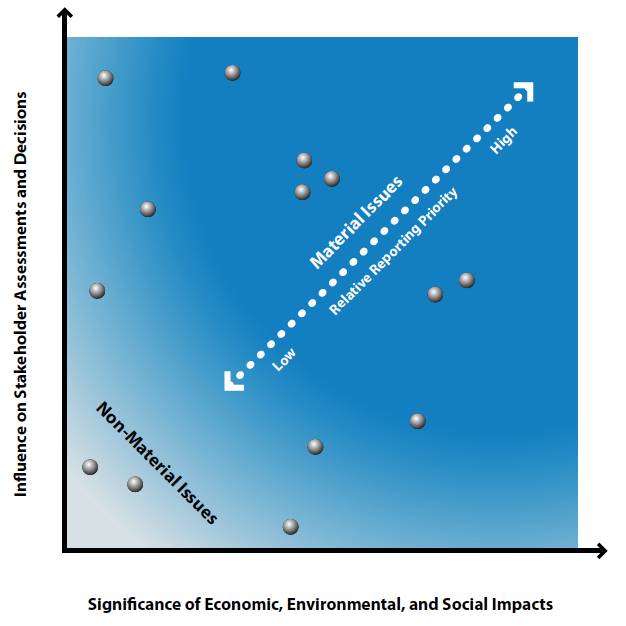 Influence on Stakeholder Assessments and Decisions
High
Material Issues
Relative Reporting Priority
Low
Non-Material Issues
Significance of Economic, Environmental, and Social Impacts